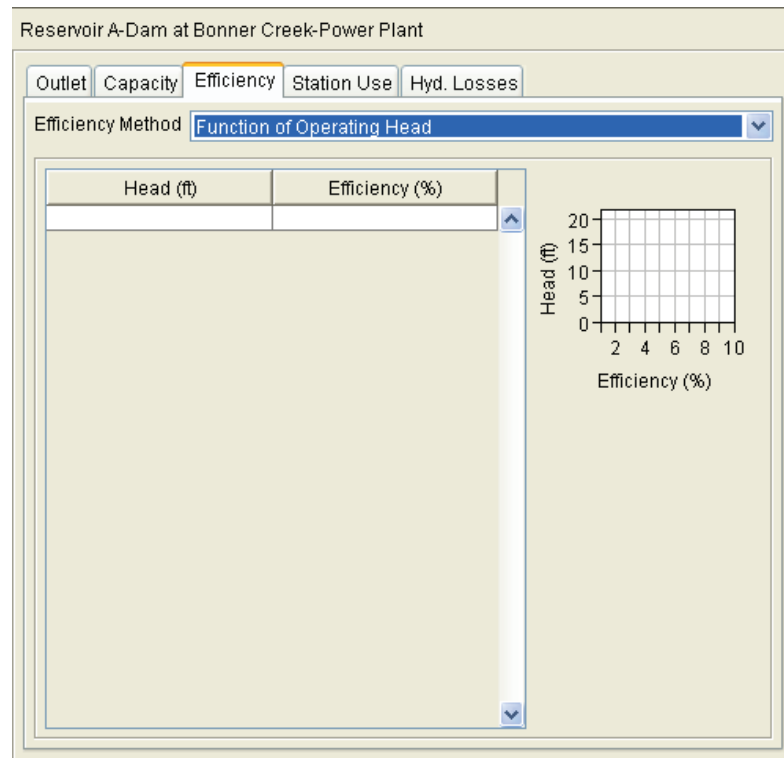 Reservoir A-Dam at Bonner Creek-Power Plant
Outlet Capacity Efficiency Station Use Hyd. Losses
Efficiency Method Function of Operating Head
Head (ft) Efficiency (%)
Head (ft)
20
15
10
5
0
2 4 6 8 10
Efficiency (%)